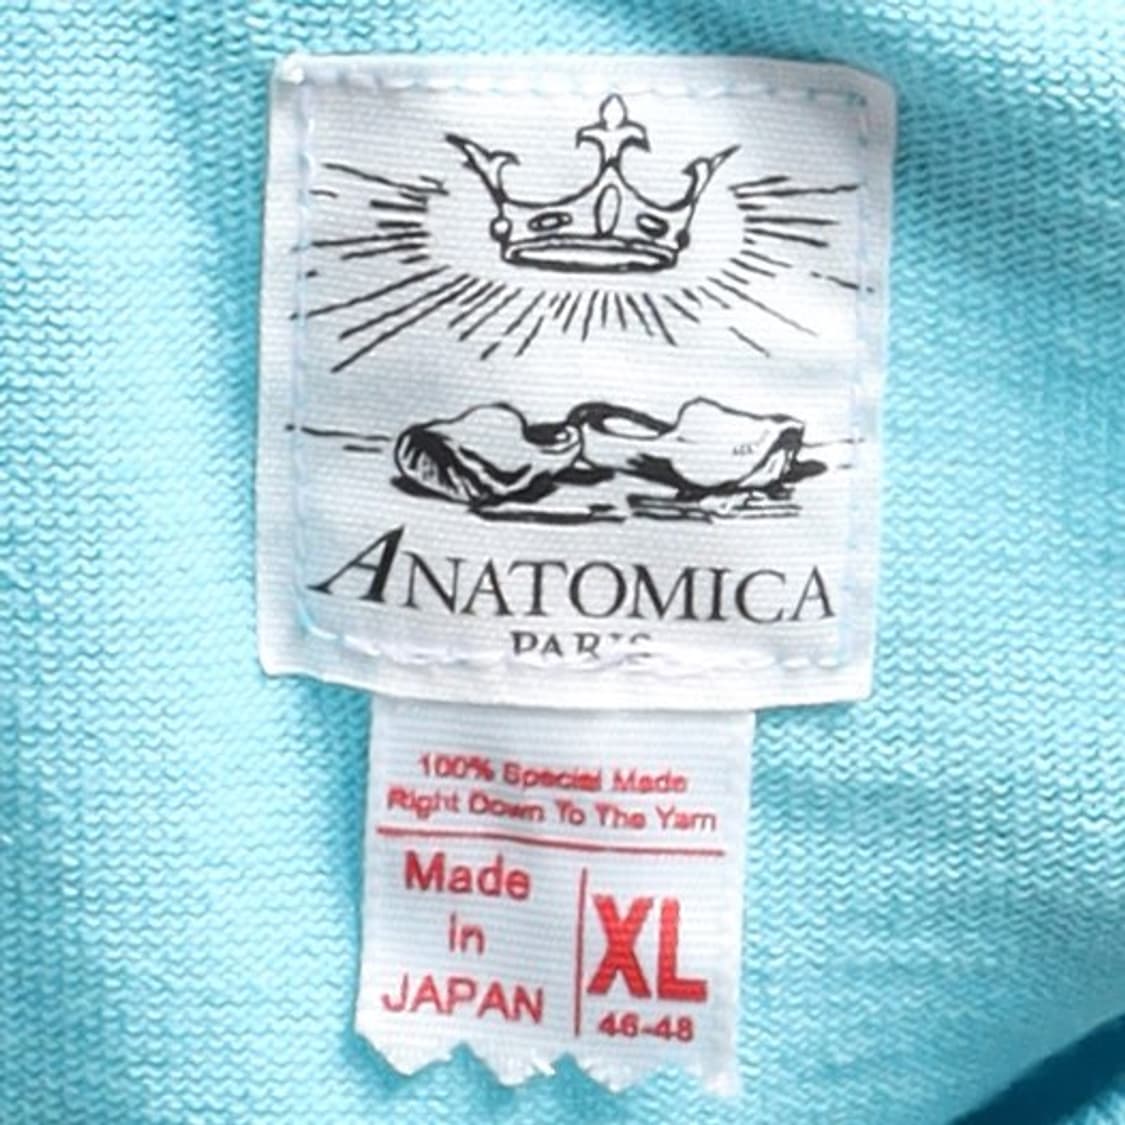 ANATOMICA
PARIS
100% Special Made
Right Down To The Yarn
Made
in
JAPAN
XL
46-48